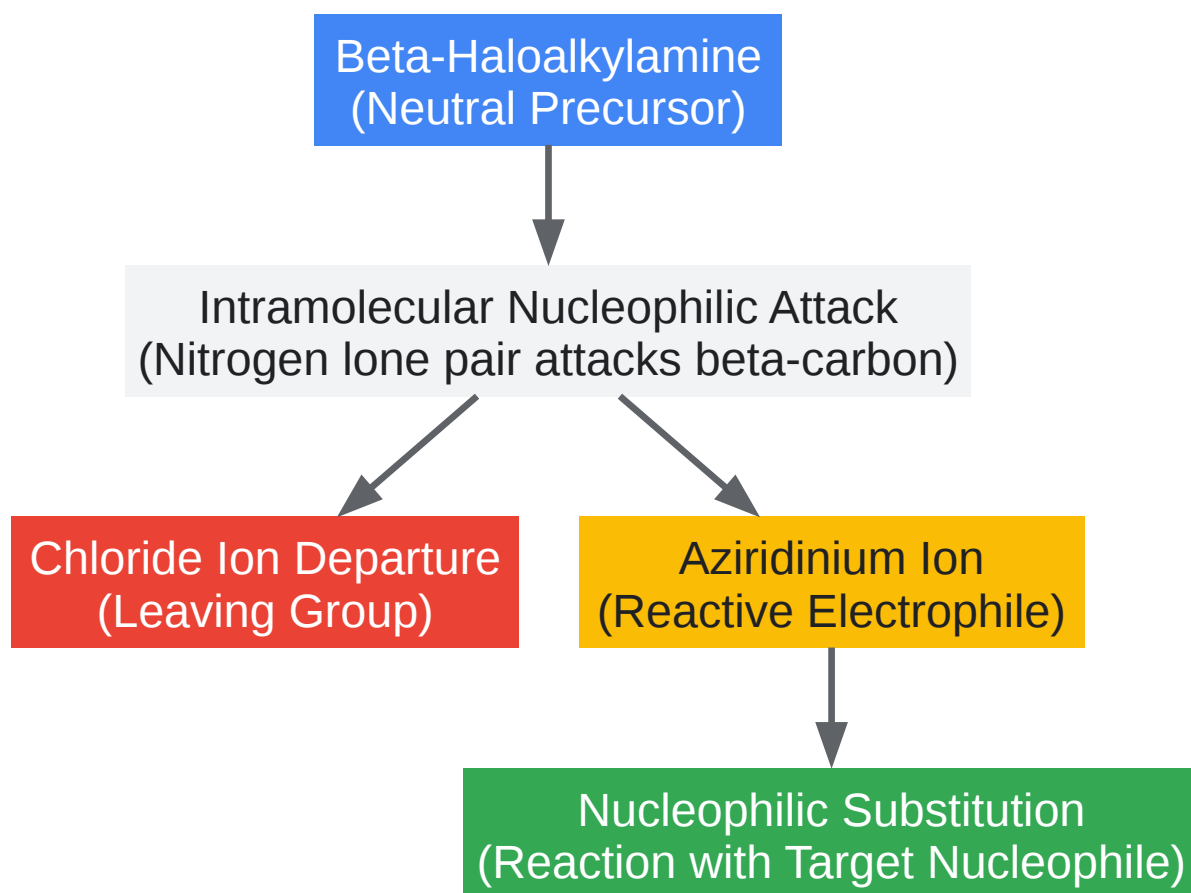 Beta-Haloalkylamine
(Neutral Precursor)
Intramolecular Nucleophilic Attack
(Nitrogen lone pair attacks beta-carbon)
Chloride Ion Departure
(Leaving Group)
Aziridinium Ion
(Reactive Electrophile)
Nucleophilic Substitution
(Reaction with Target Nucleophile)